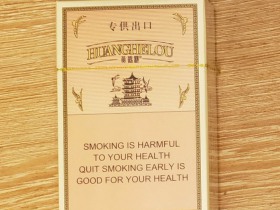 专供出口
HUANGHELOU
黄鹤楼
SMOKING IS HARMFUL
TO YOUR HEALTH
QUIT SMOKING EARLY IS
GOOD FOR YOUR HEALTH